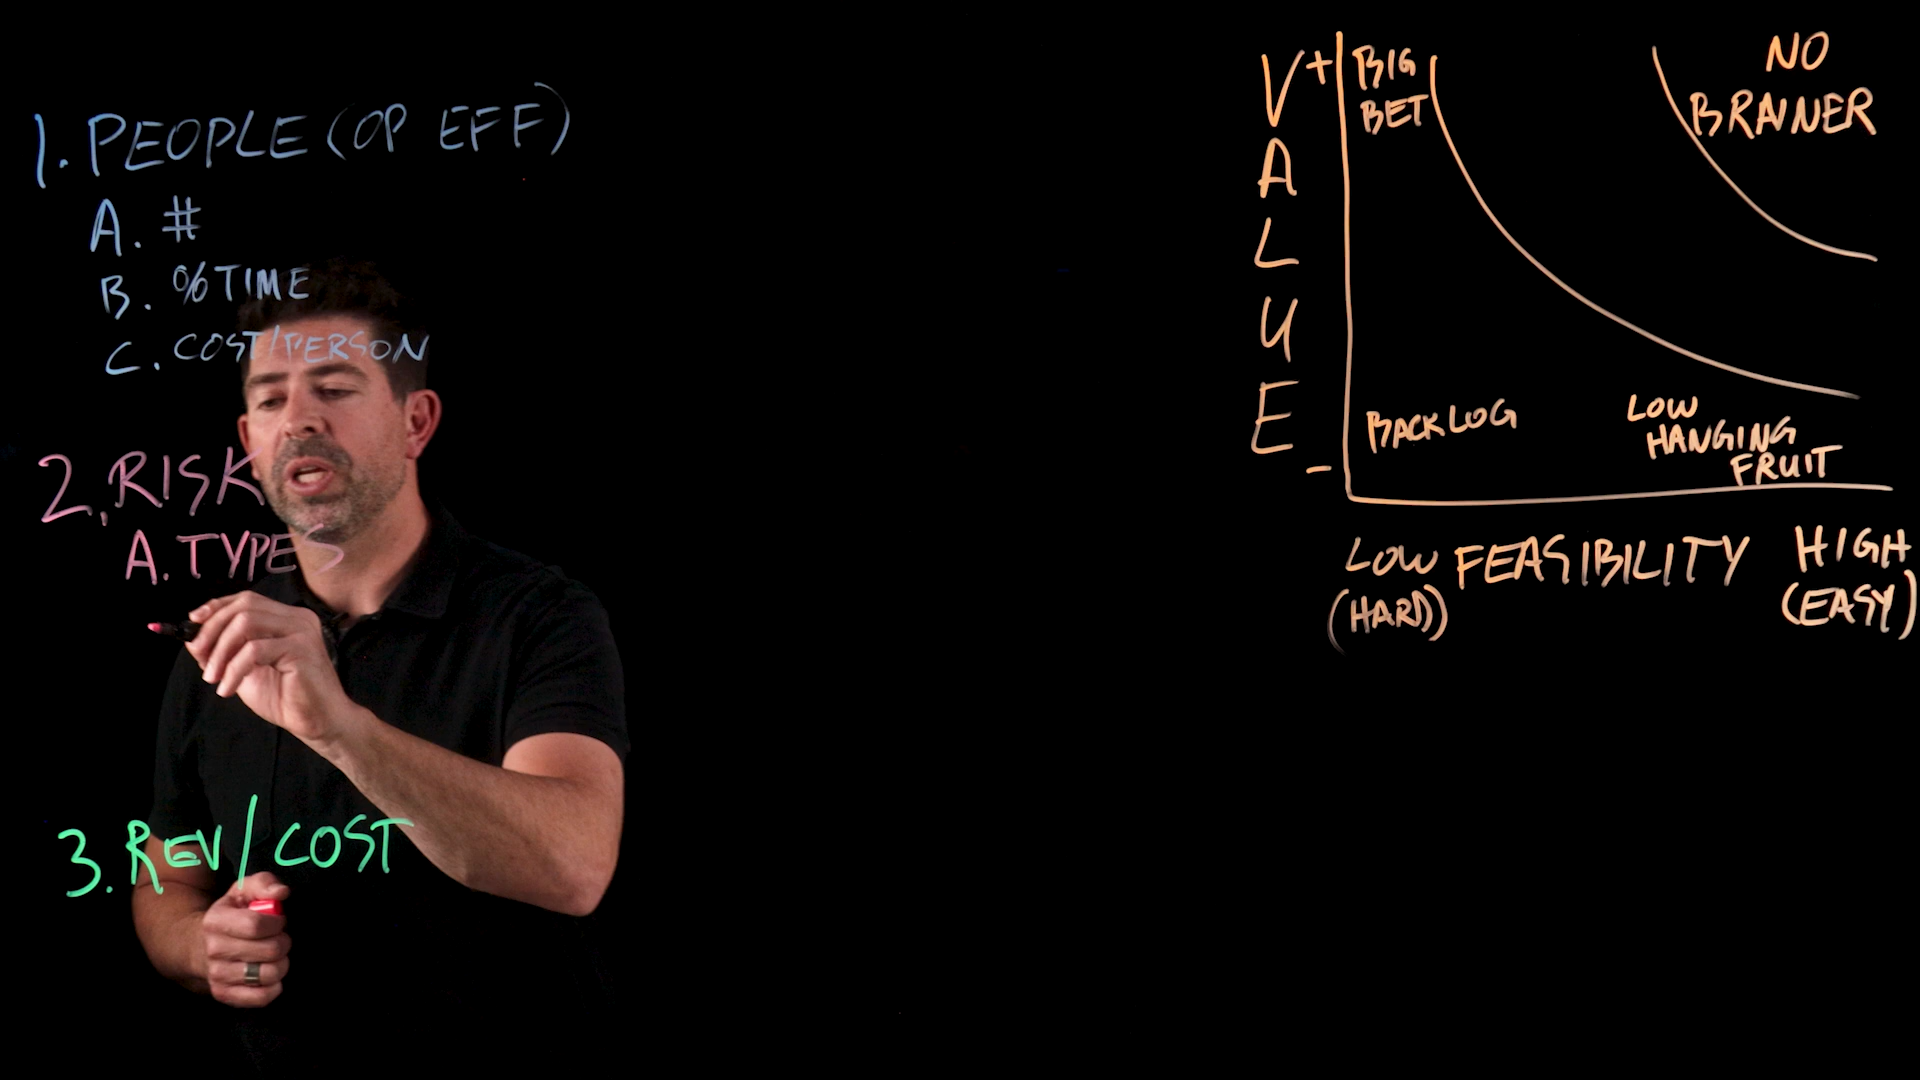 1. PEOPLE (OP EFF)
A. #
B. % TIME
C. COST/PERSON
2. RISK
A. TYPES
3. REV/COST
V +
A
L
U
E
-
BIG
BET
NO
BRAINER
BACKLOG
LOW
HANGING
FRUIT
LOW FEASIBILITY HIGH
(HARD) (EASY)